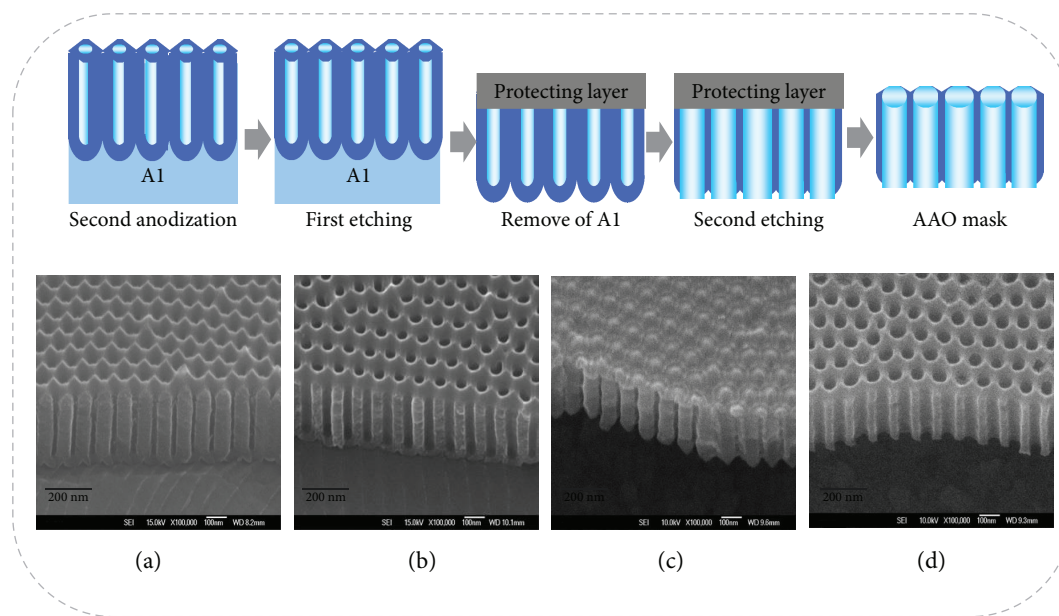 Protecting layer
Protecting layer
A1
A1
Second anodization
First etching
Remove of A1
Second etching
AAO mask
200 nm
SEI 15.0kV X100,000 100nm WD 8.2mm
200 nm
SEI 15.0kV X100,000 100nm WD 10.1mm
200 nm
SEI 10.0kV X100,000 100nm WD 9.6mm
200 nm
SEI 10.0kV X100,000 100nm WD 9.3mm
(a)
(b)
(c)
(d)